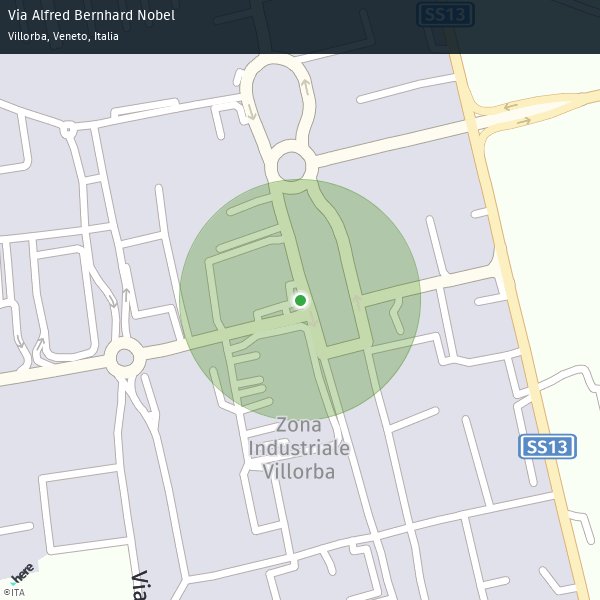 Via Alfred Bernhard Nobel
Villorba, Veneto, Italia
SS13
Zona
Industriale
Villorba
SS13
Via
here
©ITA